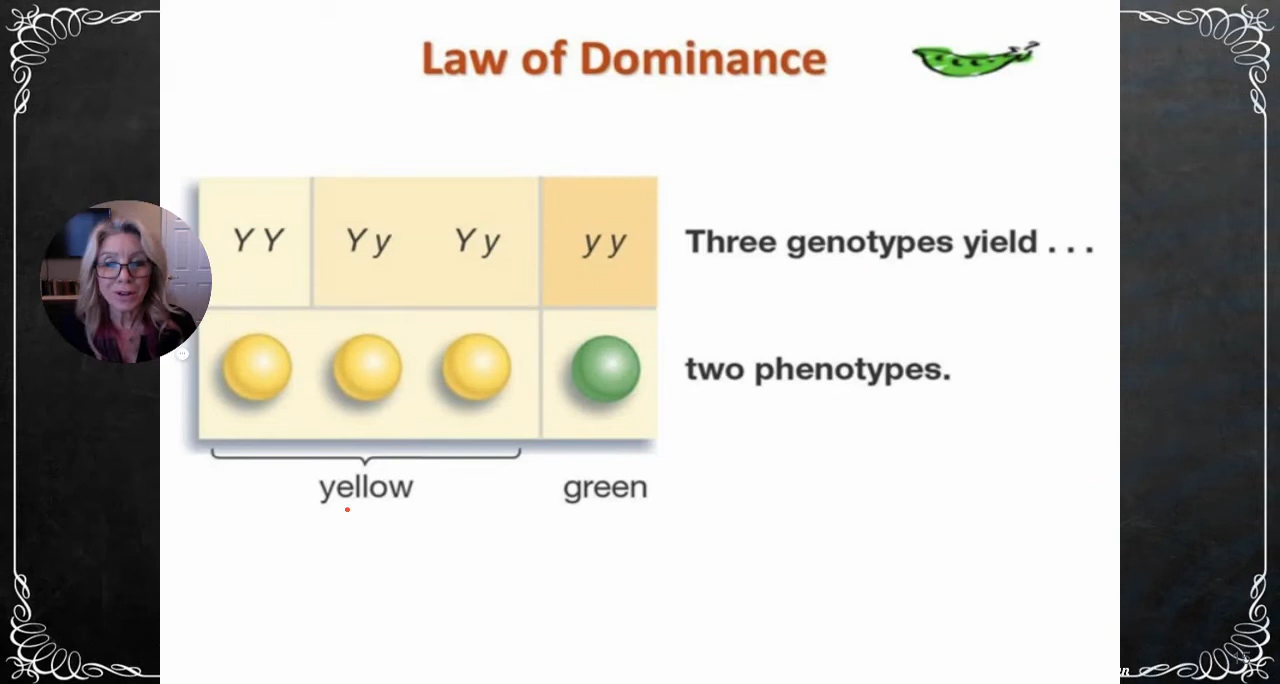 Law of Dominance
Y Y Y y Y y y y Three genotypes yield . . .
two phenotypes.
yellow green